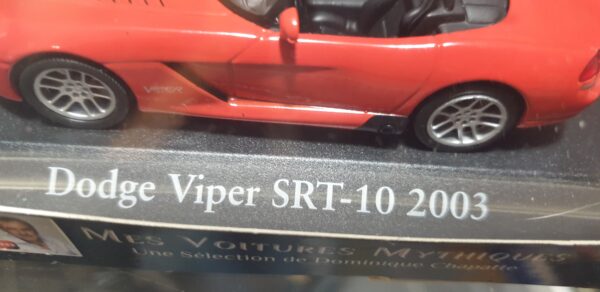 VIPER
Dodge Viper SRT-10 2003
MES VOITURES MYTHIQUES
Une Sélection de Dominique Chapatte